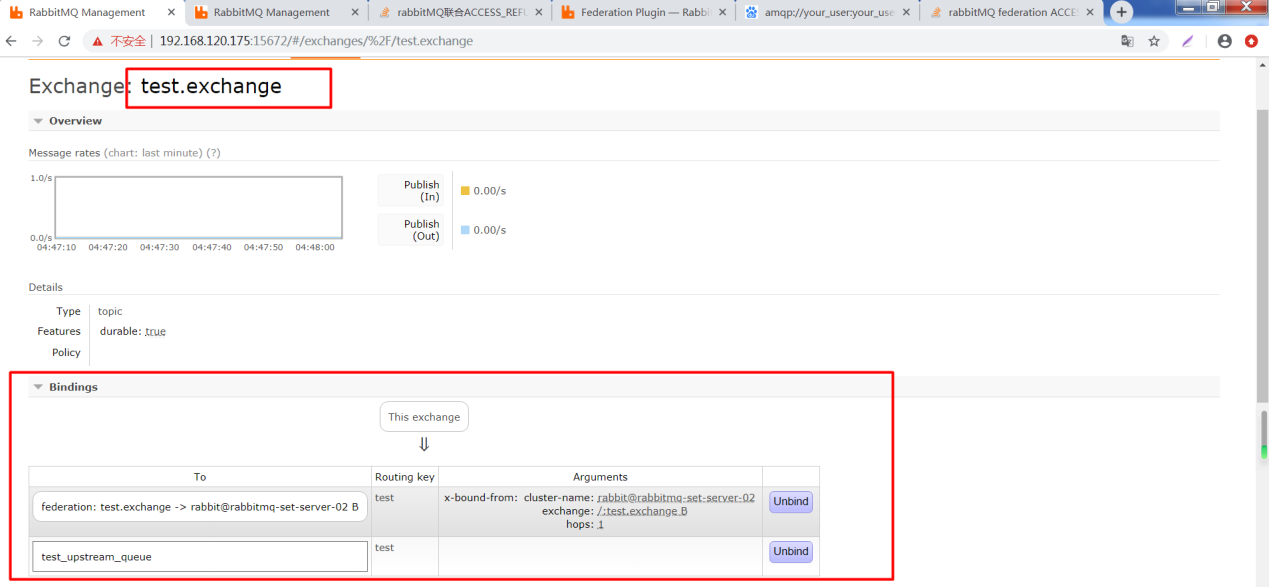 RabbitMQ Management
RabbitMQ Management
rabbitMQ联合ACCESS_REFU
Federation Plugin — Rabbit
amqp://your_user:your_use
rabbitMQ federation ACCES
不安全 | 192.168.120.175:15672/#/exchanges/%2F/test.exchange
Exchange: test.exchange
Overview
Message rates (chart: last minute) (?)
1.0/s
0.0/s
04:47:10 04:47:20 04:47:30 04:47:40 04:47:50 04:48:00
Publish (In) 0.00/s
Publish (Out) 0.00/s
Details
Type topic
Features durable: true
Policy
Bindings
This exchange
⇓
To Routing key Arguments
federation: test.exchange -> rabbit@rabbitmq-set-server-02 B test x-bound-from: cluster-name: rabbit@rabbitmq-set-server-02 Unbind
exchange: /:test.exchange B
hops: 1
test_upstream_queue test Unbind